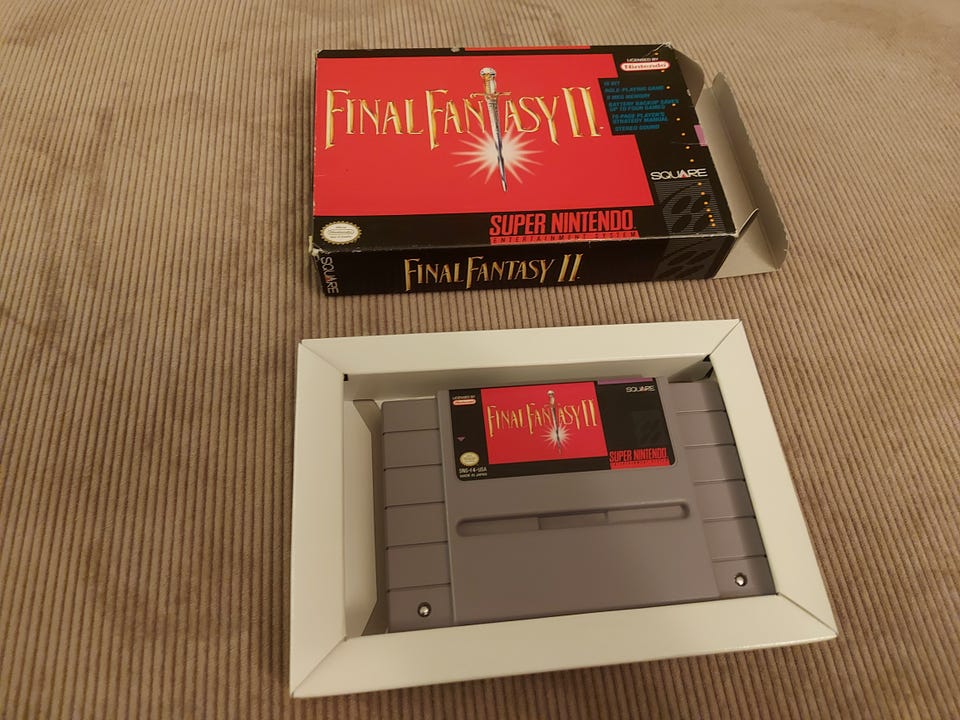 FINAL FANTASY II
LICENSED BY
Nintendo
16 BIT
ROLE-PLAYING GAME
8 MEG MEMORY
BATTERY BACKUP SAVES
UP TO FOUR GAMES
76-PAGE PLAYER'S
STRATEGY MANUAL
STEREO SOUND
SQUARE
SUPER NINTENDO
ENTERTAINMENT SYSTEM
SQUARE
FINAL FANTASY II
LICENSED BY
Nintendo
SQUARE
FINAL FANTASY II
SNS-F4-USA
MADE IN JAPAN
SUPER NINTENDO